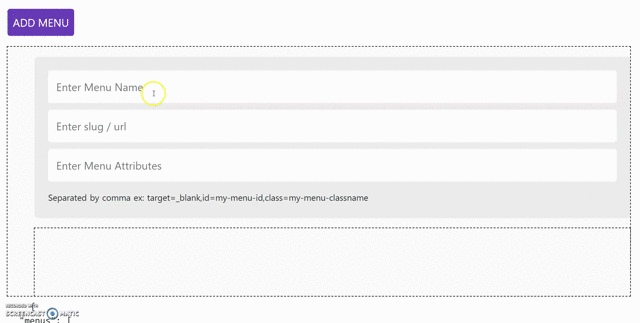 ADD MENU
Enter Menu Name
Enter slug / url
Enter Menu Attributes
Separated by comma ex: target=_blank,id=my-menu-id,class=my-menu-classname
RECORDED WITH
SCREENCAST MATIC
"menus": [